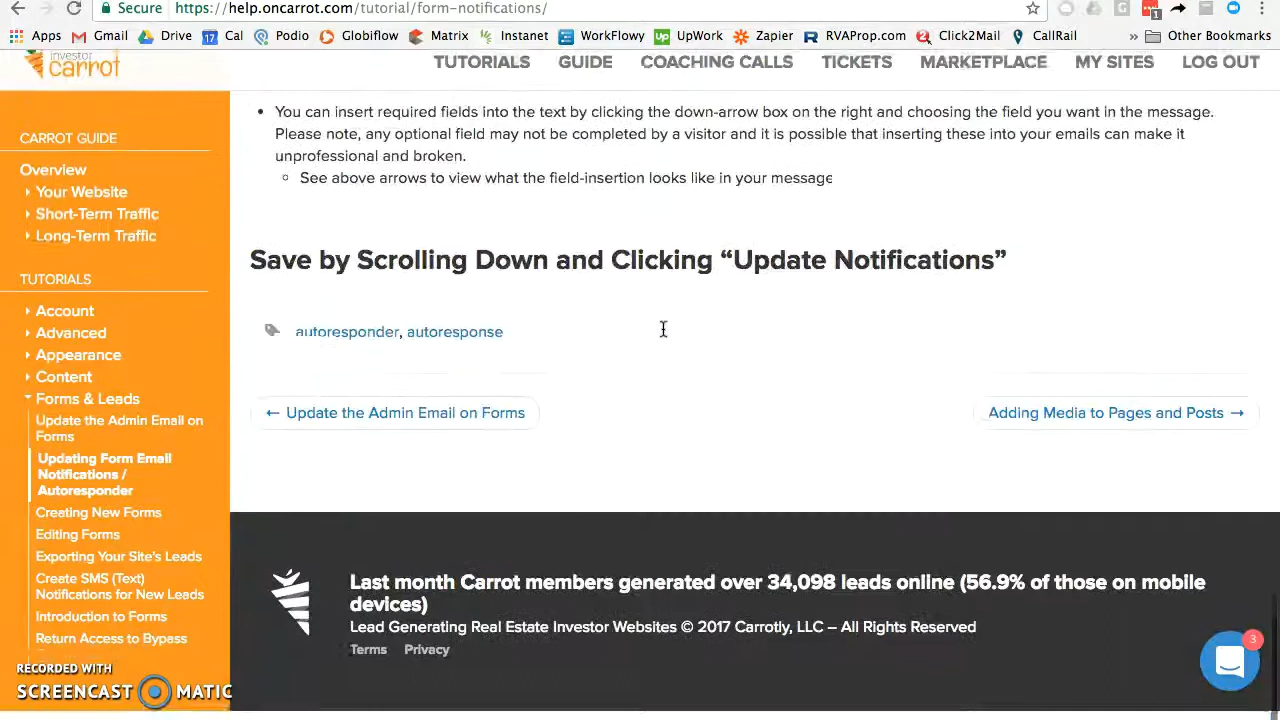 Secure https://help.oncarrot.com/tutorial/form-notifications/
1
Apps Gmail Drive 17 Cal Podio Globiflow Matrix Instanet WorkFlowy Up UpWork Zapier R RVAProp.com Click2Mail CallRail » Other Bookmarks
investor
carrot
TUTORIALS GUIDE COACHING CALLS TICKETS MARKETPLACE MY SITES LOG OUT
CARROT GUIDE
Overview
Your Website
Short-Term Traffic
Long-Term Traffic
TUTORIALS
Account
Advanced
Appearance
Content
Forms & Leads
Update the Admin Email on
Forms
Updating Form Email
Notifications /
Autoresponder
Creating New Forms
Editing Forms
Exporting Your Site's Leads
Create SMS (Text)
Notifications for New Leads
Introduction to Forms
Return Access to Bypass
RECORDED WITH
SCREENCAST MATIC
• You can insert required fields into the text by clicking the down-arrow box on the right and choosing the field you want in the message.
Please note, any optional field may not be completed by a visitor and it is possible that inserting these into your emails can make it
unprofessional and broken.
○ See above arrows to view what the field-insertion looks like in your message
Save by Scrolling Down and Clicking “Update Notifications”
autoresponder, autoresponse
← Update the Admin Email on Forms
Adding Media to Pages and Posts →
Last month Carrot members generated over 34,098 leads online (56.9% of those on mobile
devices)
Lead Generating Real Estate Investor Websites © 2017 Carrotly, LLC – All Rights Reserved
Terms Privacy
3